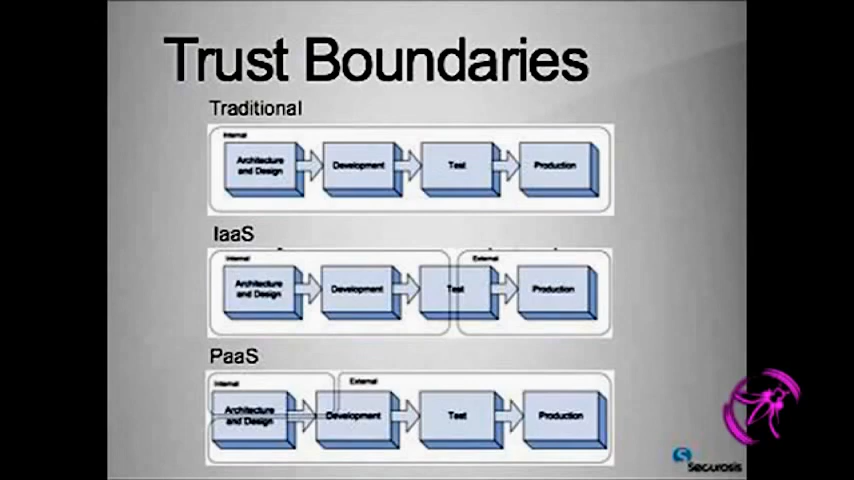 Trust Boundaries
Traditional
Internal
Architecture
and Design
Development
Test
Production
IaaS
Internal
External
Architecture
and Design
Development
Test
Production
PaaS
Internal
External
Architecture
and Design
Development
Test
Production
Securosis